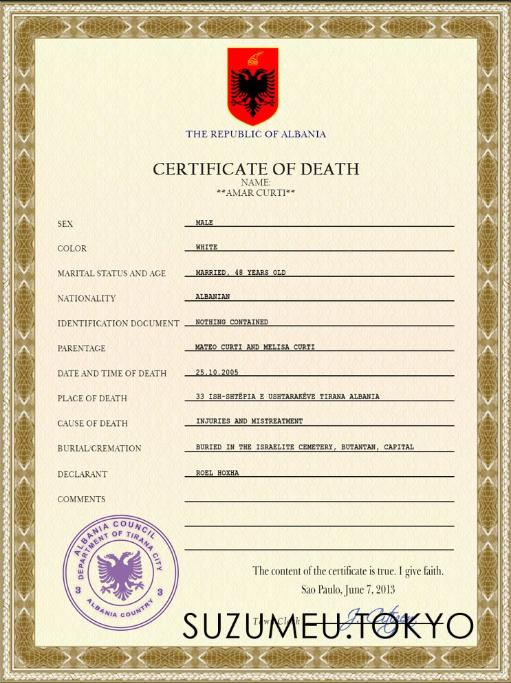 THE REPUBLIC OF ALBANIA
CERTIFICATE OF DEATH
NAME:
**AMAR CURTI**
SEX MALE
COLOR WHITE
MARITAL STATUS AND AGE MARRIED, 48 YEARS OLD
NATIONALITY ALBANIAN
IDENTIFICATION DOCUMENT NOTHING CONTAINED
PARENTAGE MATEO CURTI AND MELISA CURTI
DATE AND TIME OF DEATH 25.10.2005
PLACE OF DEATH 33 ISH-SHTËPIA E USHTARAKËVE TIRANA ALBANIA
CAUSE OF DEATH INJURIES AND MISTREATMENT
BURIAL/CREMATION BURIED IN THE ISRAELITE CEMETERY, BUTANTAN, CAPITAL
DECLARANT ROEL HOXHA
COMMENTS
ALBANIA COUNCIL
DEPARTMENT OF TIRANA CITY
3 3
ALBANIA COUNTRY
The content of the certificate is true. I give faith.
Sao Paulo, June 7, 2013
Town Clerk
SUZUMEU.TOKYO